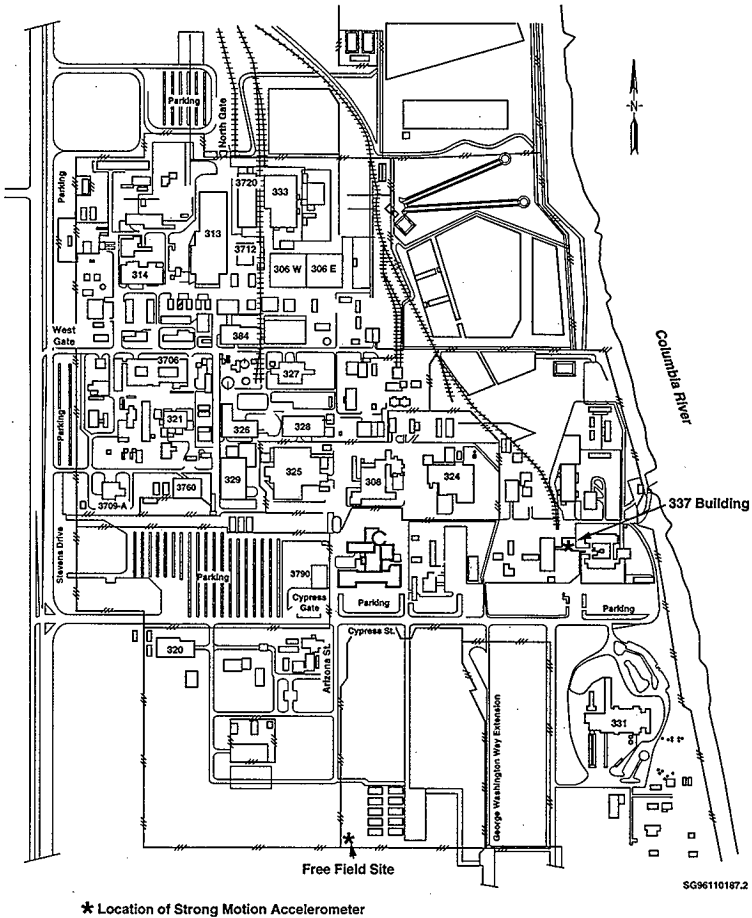 Parking
North Gate
N
Parking
3720
333
313
3712
314
306 W
306 E
West
Gate
384
Columbia River
3706
327
Parking
321
326
328
325
308
324
329
3760
3709-A
337 Building
Stevens Drive
Parking
3790
Cypress
Gate
Parking
Parking
Cypress St.
320
Arizona St.
George Washington Way Extension
331
Free Field Site
SG96110187.2
* Location of Strong Motion Accelerometer